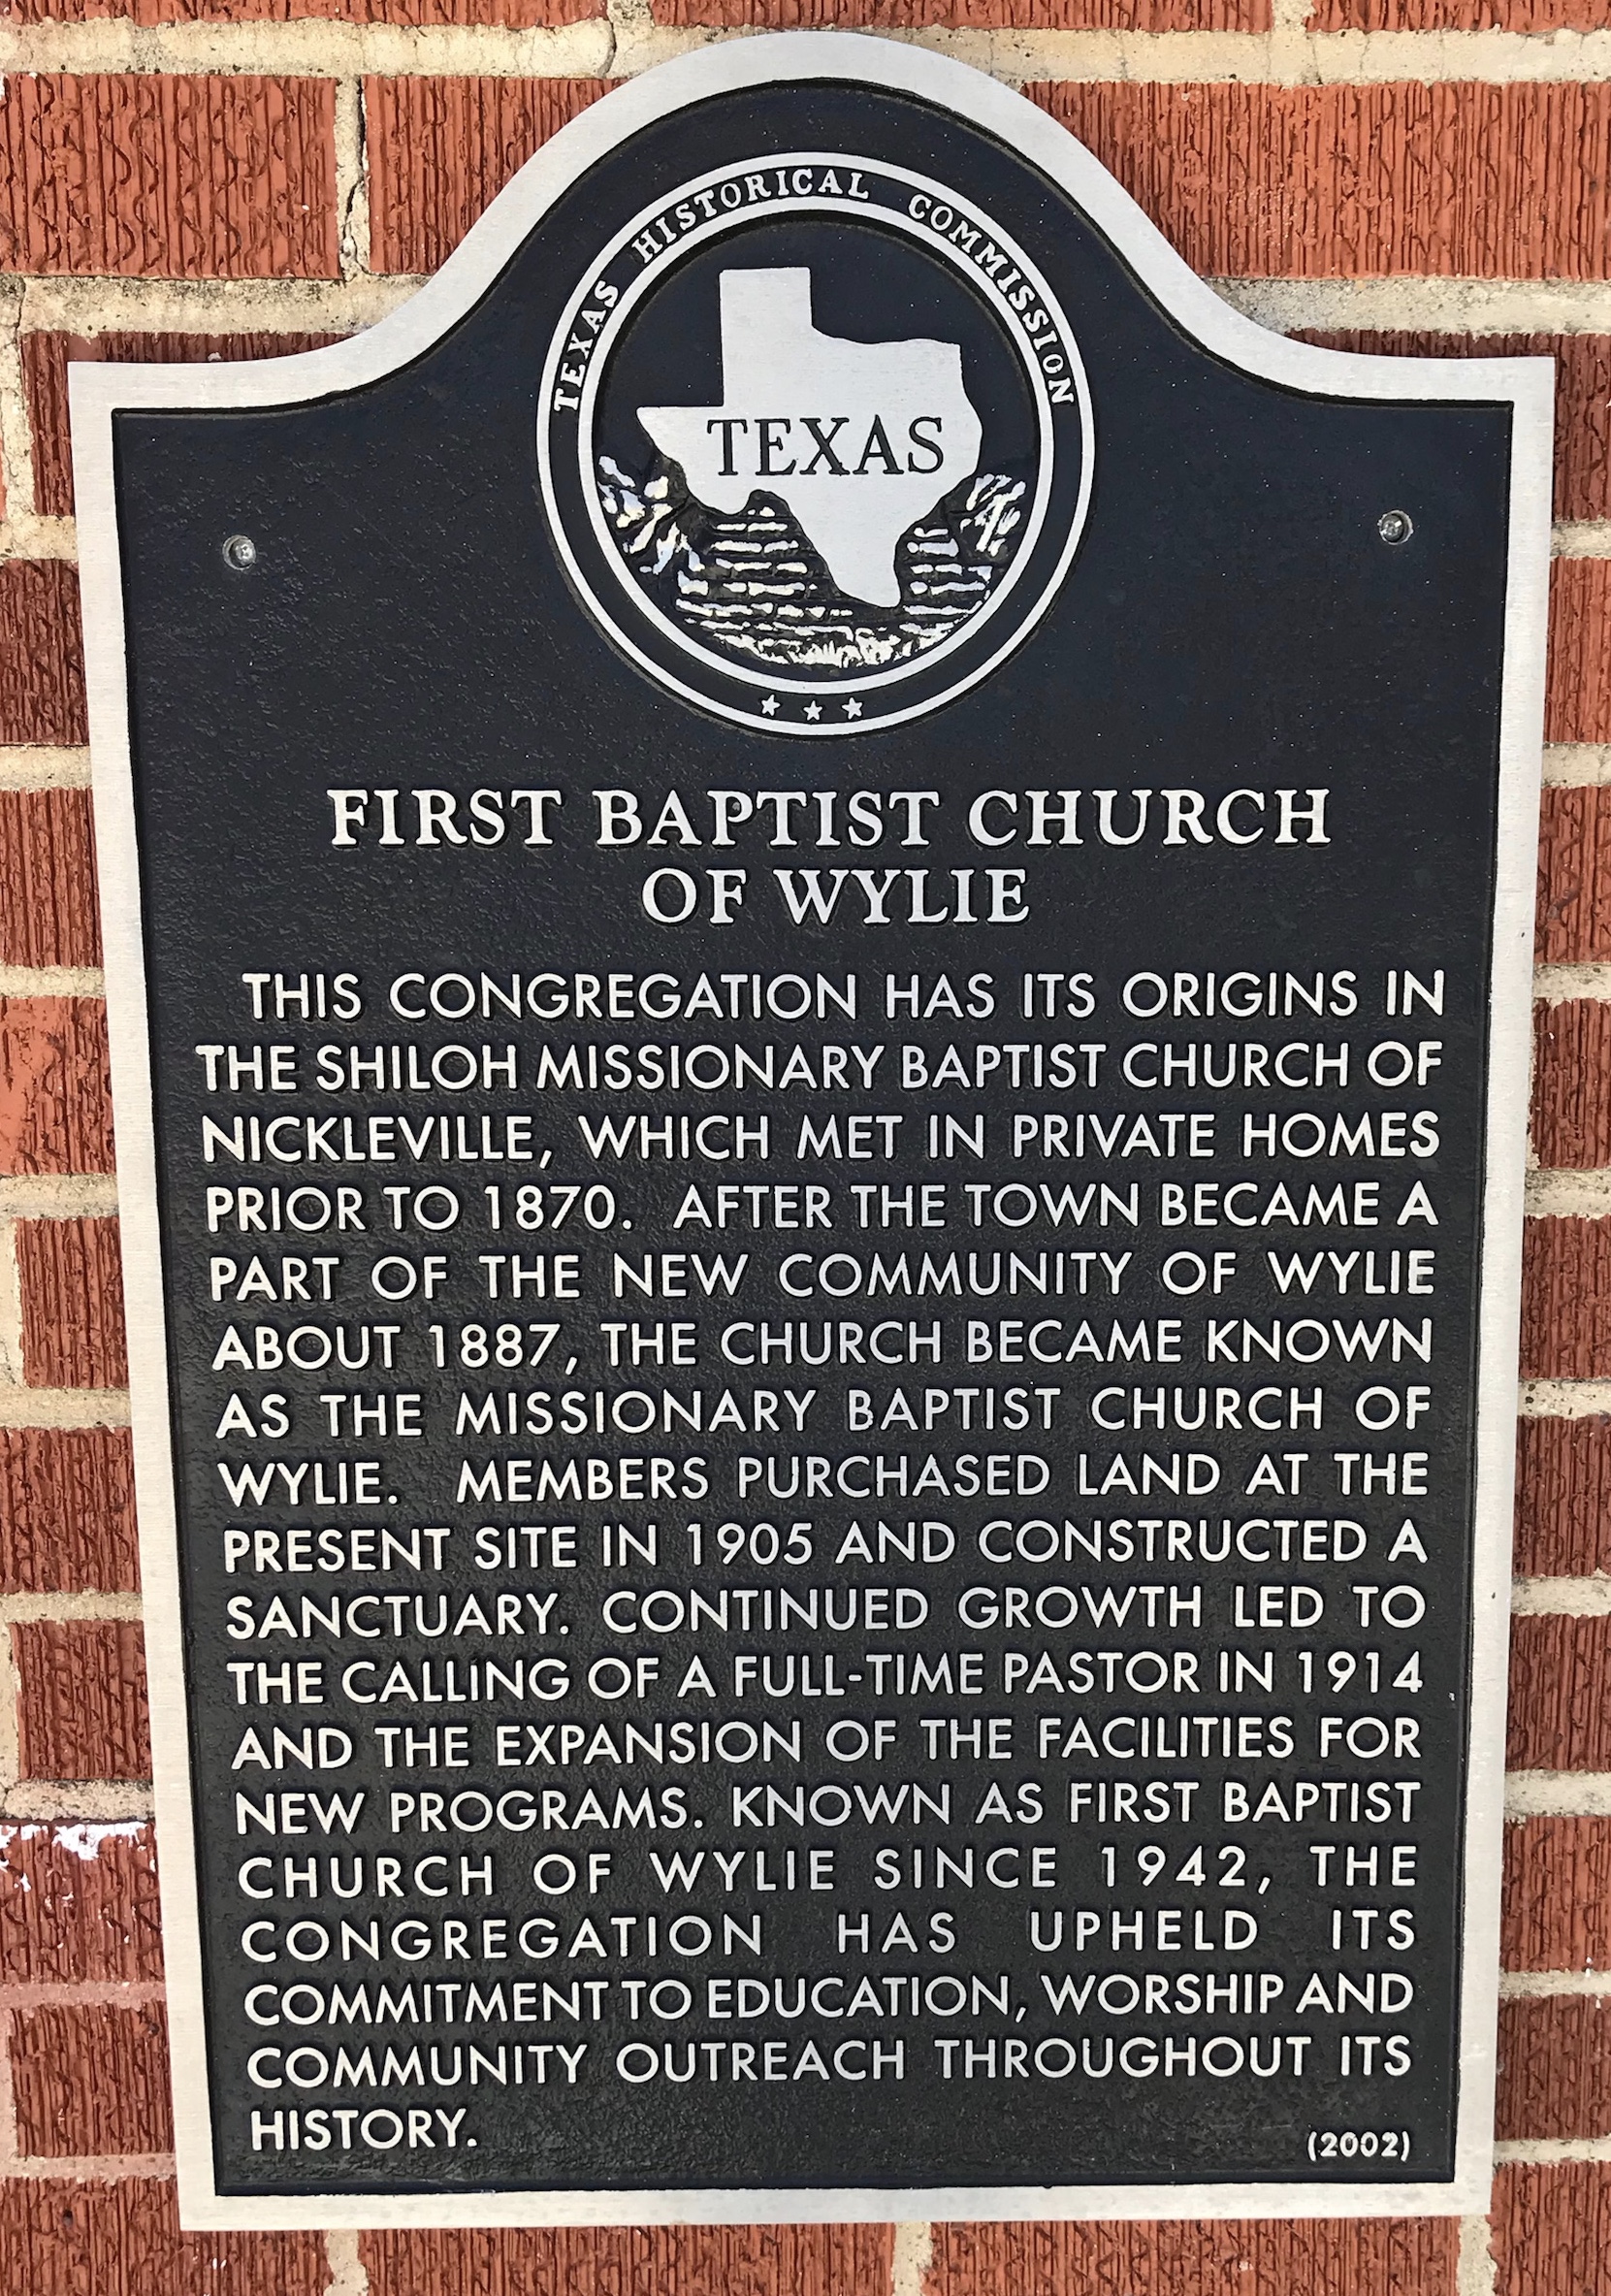 TEXAS HISTORICAL COMMISSION
TEXAS
FIRST BAPTIST CHURCH
OF WYLIE
THIS CONGREGATION HAS ITS ORIGINS IN
THE SHILOH MISSIONARY BAPTIST CHURCH OF
NICKLEVILLE, WHICH MET IN PRIVATE HOMES
PRIOR TO 1870. AFTER THE TOWN BECAME A
PART OF THE NEW COMMUNITY OF WYLIE
ABOUT 1887, THE CHURCH BECAME KNOWN
AS THE MISSIONARY BAPTIST CHURCH OF
WYLIE. MEMBERS PURCHASED LAND AT THE
PRESENT SITE IN 1905 AND CONSTRUCTED A
SANCTUARY. CONTINUED GROWTH LED TO
THE CALLING OF A FULL-TIME PASTOR IN 1914
AND THE EXPANSION OF THE FACILITIES FOR
NEW PROGRAMS. KNOWN AS FIRST BAPTIST
CHURCH OF WYLIE SINCE 1942, THE
CONGREGATION HAS UPHELD ITS
COMMITMENT TO EDUCATION, WORSHIP AND
COMMUNITY OUTREACH THROUGHOUT ITS
HISTORY.
(2002)